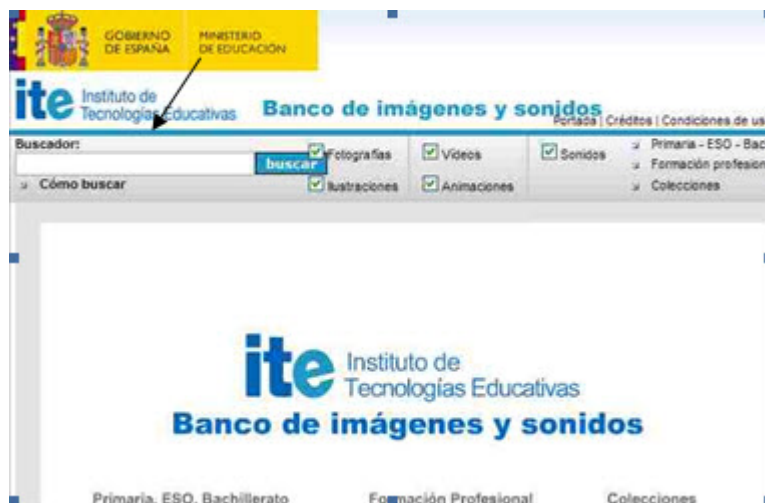 GOBIERNO DE ESPAÑA
MINISTERIO DE EDUCACIÓN
ite Instituto de Tecnologías Educativas
Banco de imágenes y sonidos
Portada | Créditos | Condiciones de us
Buscador:
buscar
Cómo buscar
Fotografías
Vídeos
Sonidos
Ilustraciones
Animaciones
Primaria - ESO - Bac
Formación profesion
Colecciones
ite Instituto de
Tecnologías Educativas
Banco de imágenes y sonidos
Primaria, ESO, Bachillerato
Formación Profesional
Colecciones